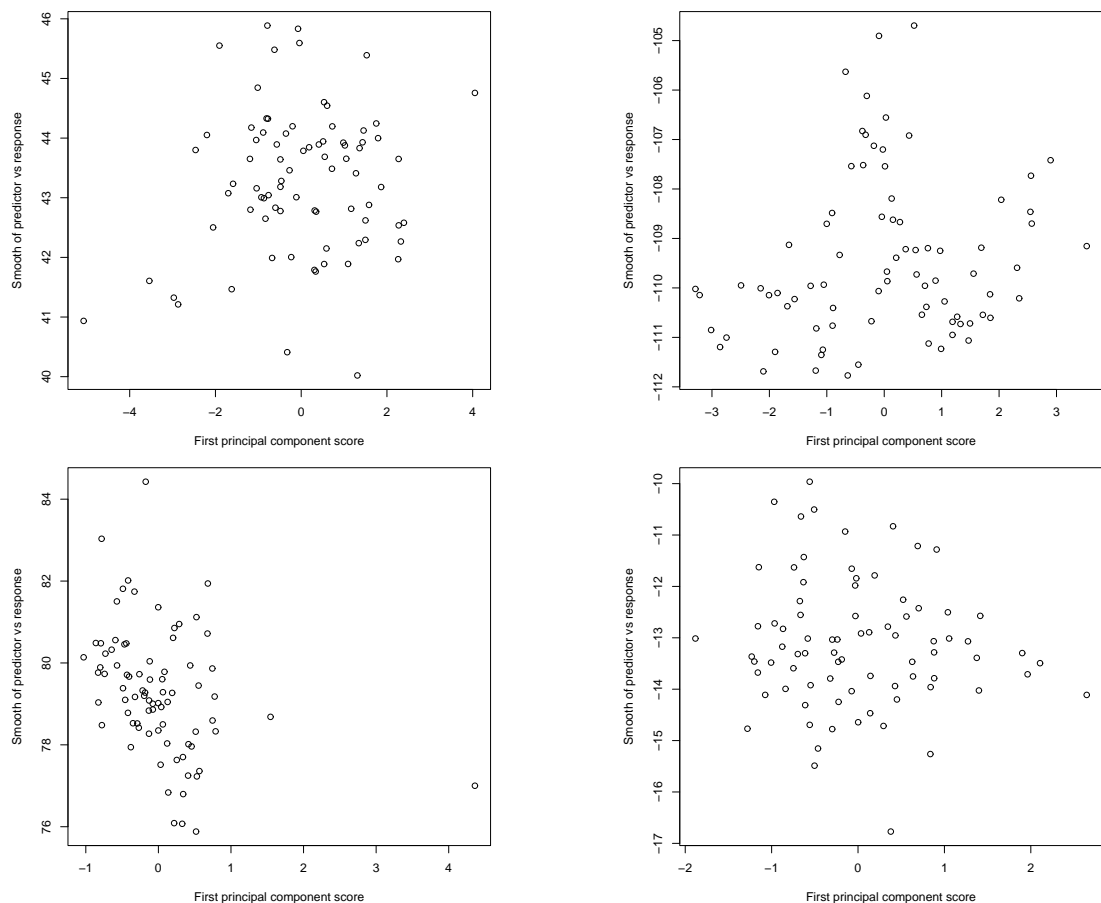 46
45
44
43
42
41
40
Smooth of predictor vs response
−4 −2 0 2 4
First principal component score
−105
−106
−107
−108
−109
−110
−111
−112
Smooth of predictor vs response
−3 −2 −1 0 1 2 3
First principal component score
84
82
80
78
76
Smooth of predictor vs response
−1 0 1 2 3 4
First principal component score
−10
−11
−12
−13
−14
−15
−16
−17
Smooth of predictor vs response
−2 −1 0 1 2
First principal component score